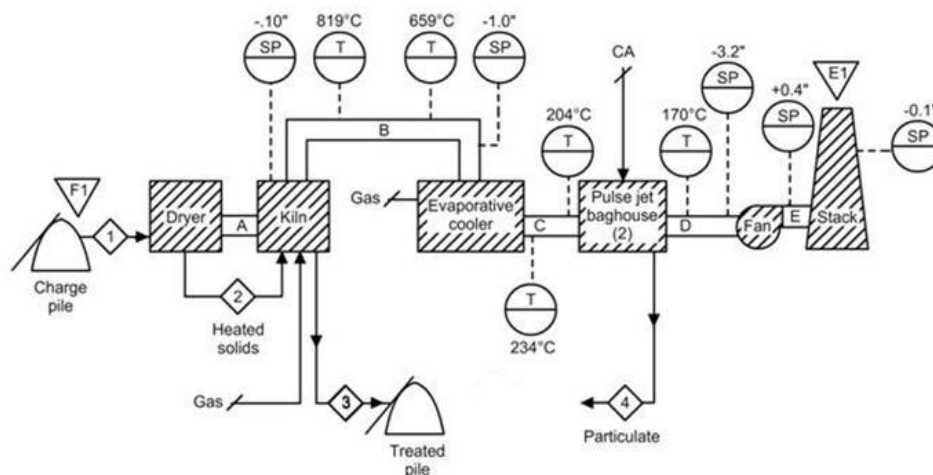 -.10"
819°C
659°C
-1.0"
SP
T
T
SP
CA
-3.2"
SP
E1
+0.4"
SP
-0.1"
SP
204°C
T
170°C
T
B
F1
Gas
Dryer
A
Kiln
Evaporative
cooler
C
Pulse jet
baghouse
(2)
D
Fan
E
Stack
1
Charge
pile
2
Heated
solids
T
234°C
Gas
3
Treated
pile
4
Particulate